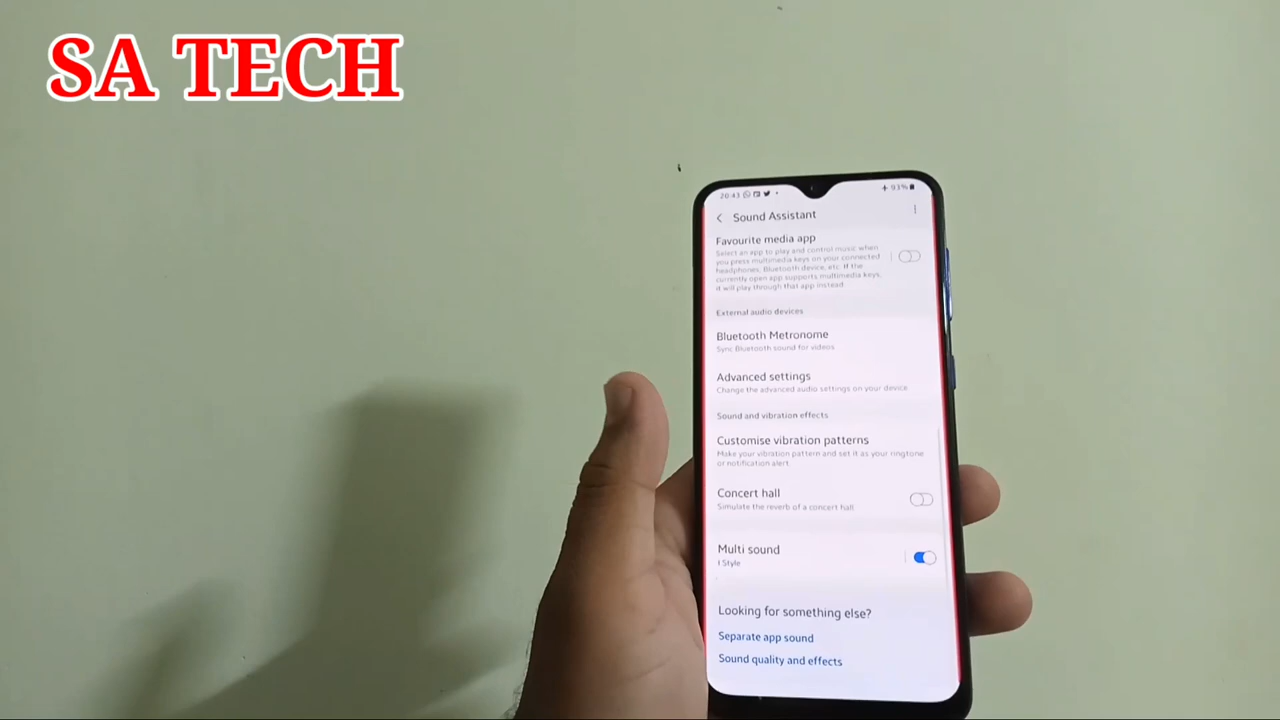 SA TECH
20:43
93%
Sound Assistant
Favourite media app
Select an app to play and control music when
you press multimedia keys on your connected
headphones, Bluetooth device, etc. If the
currently open app supports multimedia keys,
it will play through that app instead.
External audio devices
Bluetooth Metronome
Sync Bluetooth sound for videos.
Advanced settings
Change the advanced audio settings on your device.
Sound and vibration effects
Customise vibration patterns
Make your vibration pattern and set it as your ringtone
or notification alert.
Concert hall
Simulate the reverb of a concert hall
Multi sound
I Style
Looking for something else?
Separate app sound
Sound quality and effects